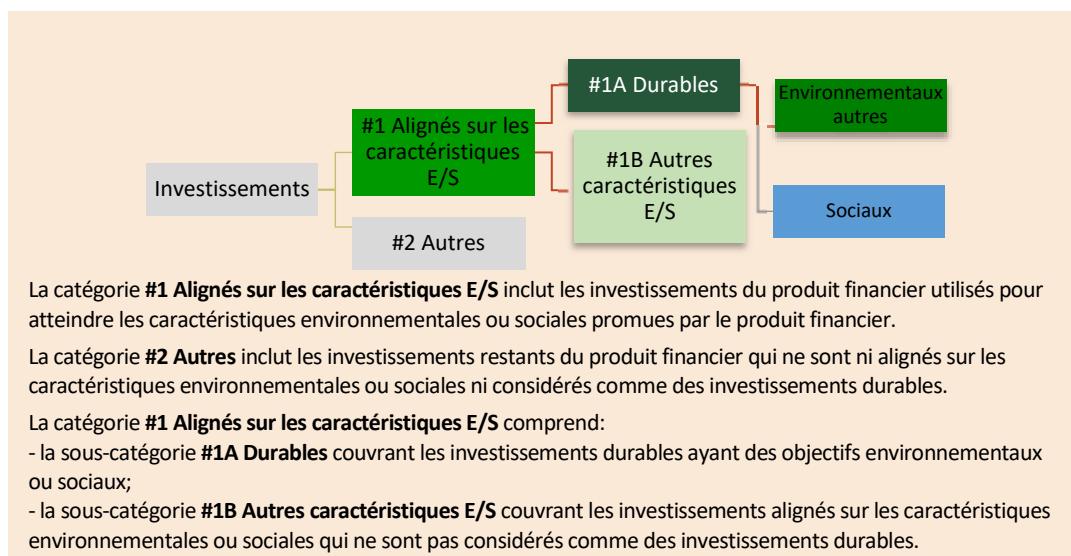 #1A Durables
Environnementaux
autres
#1 Alignés sur les
caractéristiques
E/S
#1B Autres
caractéristiques
E/S
Investissements
Sociaux
#2 Autres
La catégorie #1 Alignés sur les caractéristiques E/S inclut les investissements du produit financier utilisés pour
atteindre les caractéristiques environnementales ou sociales promues par le produit financier.
La catégorie #2 Autres inclut les investissements restants du produit financier qui ne sont ni alignés sur les
caractéristiques environnementales ou sociales ni considérés comme des investissements durables.
La catégorie #1 Alignés sur les caractéristiques E/S comprend:
- la sous-catégorie #1A Durables couvrant les investissements durables ayant des objectifs environnementaux
ou sociaux;
- la sous-catégorie #1B Autres caractéristiques E/S couvrant les investissements alignés sur les caractéristiques
environnementales ou sociales qui ne sont pas considérés comme des investissements durables.